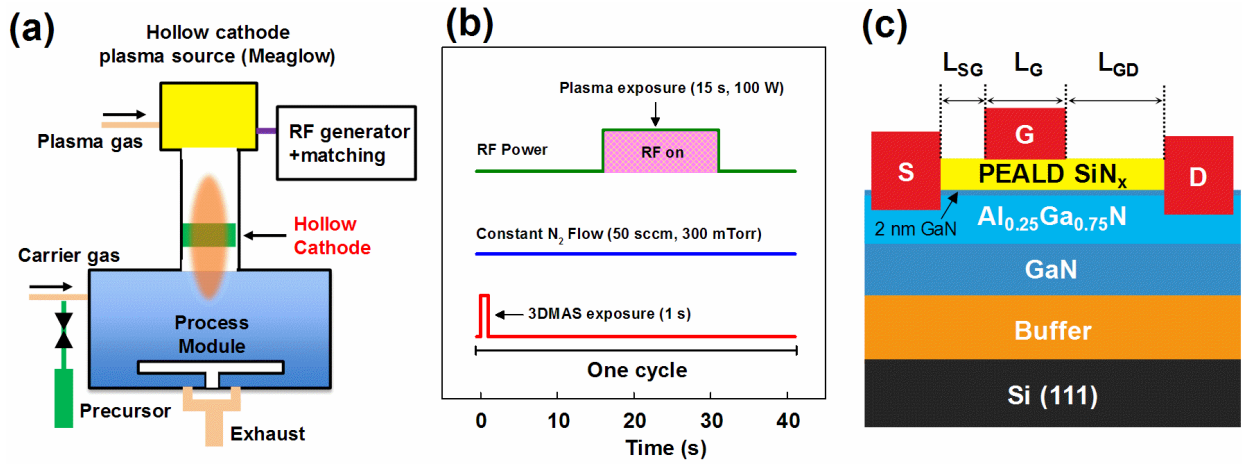 (a)
Hollow cathode
plasma source (Meaglow)
Plasma gas
RF generator
+matching
Hollow
Cathode
Carrier gas
Process
Module
Precursor
Exhaust
(b)
Plasma exposure (15 s, 100 W)
RF Power
RF on
Constant N2 Flow (50 sccm, 300 mTorr)
3DMAS exposure (1 s)
One cycle
0 10 20 30 40
Time (s)
(c)
LSG LG LGD
G
S
PEALD SiNx
D
2 nm GaN
Al0.25Ga0.75N
GaN
Buffer
Si (111)